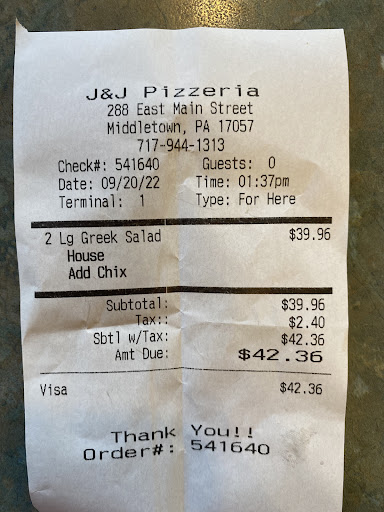 J&J Pizzeria
288 East Main Street
Middletown, PA 17057
717-944-1313
Check#: 541640 Guests: 0
Date: 09/20/22 Time: 01:37pm
Terminal: 1 Type: For Here
2 Lg Greek Salad $39.96
House
Add Chix
Subtotal: $39.96
Tax:: $2.40
Sbtl w/Tax: $42.36
Amt Due: $42.36
Visa $42.36
Thank You!!
Order#: 541640